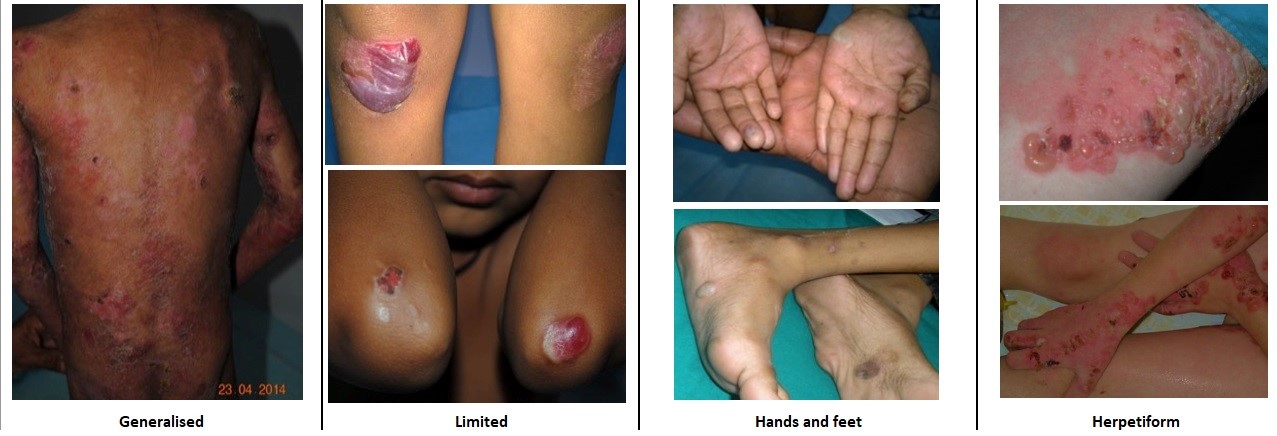 23 04 2014
Generalised
Limited
Hands and feet
Herpetiform